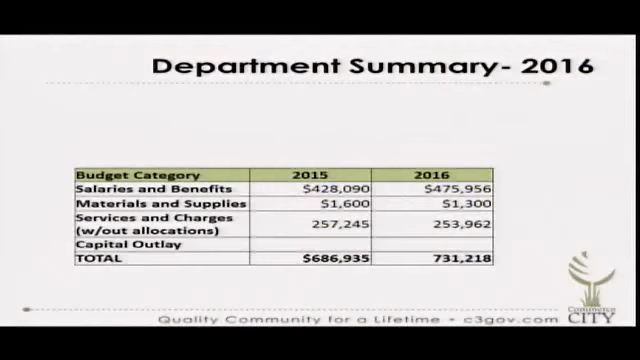 Department Summary- 2016
Budget Category 2015 2016
Salaries and Benefits $428,090 $475,956
Materials and Supplies $1,600 $1,300
Services and Charges
(w/out allocations) 257,245 253,962
Capital Outlay
TOTAL $686,935 731,218
Commerce
CITY
Quality Community for a Lifetime • c3gov.com